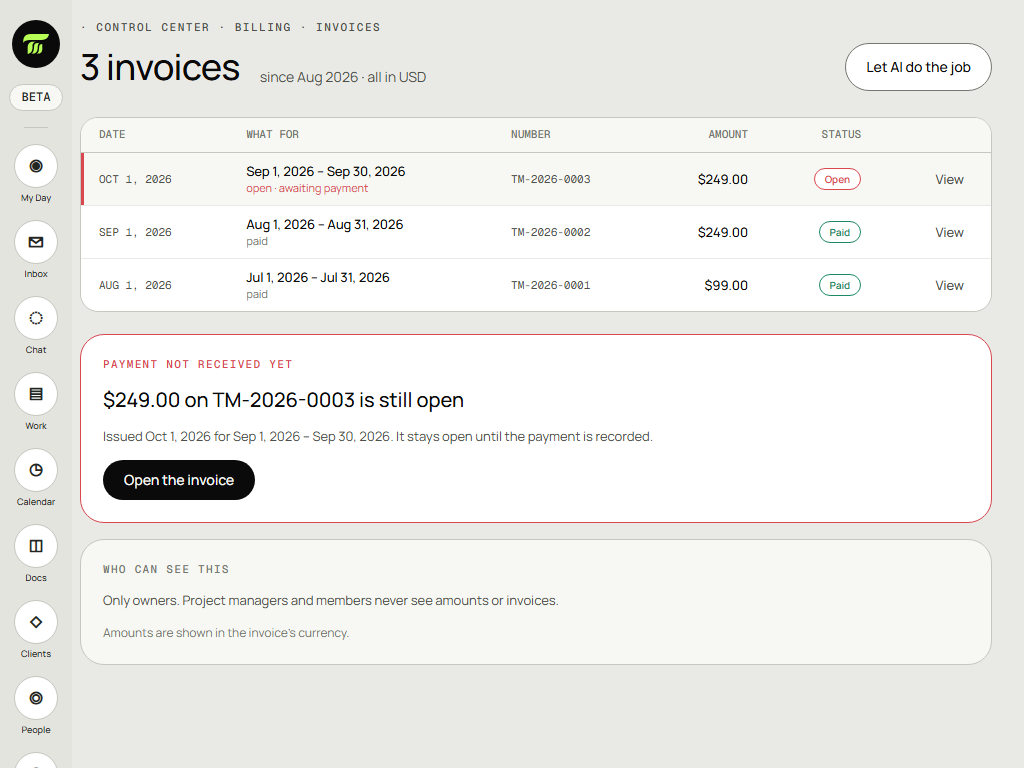 · CONTROL CENTER · BILLING · INVOICES
3 invoices
since Aug 2026 · all in USD
Let AI do the job
BETA
My Day
Inbox
Chat
Work
Calendar
Docs
Clients
People
DATE WHAT FOR NUMBER AMOUNT STATUS
OCT 1, 2026 Sep 1, 2026 – Sep 30, 2026 TM-2026-0003 $249.00 Open View
open · awaiting payment
SEP 1, 2026 Aug 1, 2026 – Aug 31, 2026 TM-2026-0002 $249.00 Paid View
paid
AUG 1, 2026 Jul 1, 2026 – Jul 31, 2026 TM-2026-0001 $99.00 Paid View
paid
PAYMENT NOT RECEIVED YET
$249.00 on TM-2026-0003 is still open
Issued Oct 1, 2026 for Sep 1, 2026 – Sep 30, 2026. It stays open until the payment is recorded.
Open the invoice
WHO CAN SEE THIS
Only owners. Project managers and members never see amounts or invoices.
Amounts are shown in the invoice's currency.